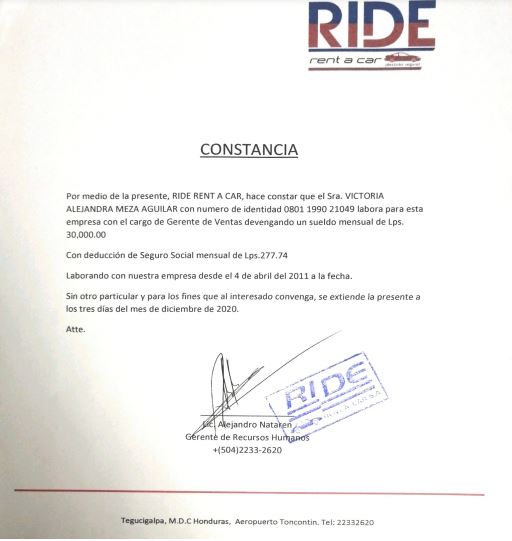 RIDE
rent a car
CONSTANCIA
Por medio de la presente, RIDE RENT A CAR, hace constar que el Sra. VICTORIA
ALEJANDRA MEZA AGUILAR con numero de identidad 0801 1990 21049 labora para esta
empresa con el cargo de Gerente de Ventas devengando un sueldo mensual de Lps.
30,000.00
Con deducción de Seguro Social mensual de Lps.277.74
Laborando con nuestra empresa desde el 4 de abril del 2011 a la fecha.
Sin otro particular y para los fines que al interesado convenga, se extiende la presente a
los tres días del mes de diciembre de 2020.
Atte.
RIDE
RENT A CAR S.A
Lic. Alejandro Nataren
Gerente de Recursos Humanos
+(504)2233-2620
Tegucigalpa, M.D.C Honduras, Aeropuerto Toncontin. Tel: 22332620